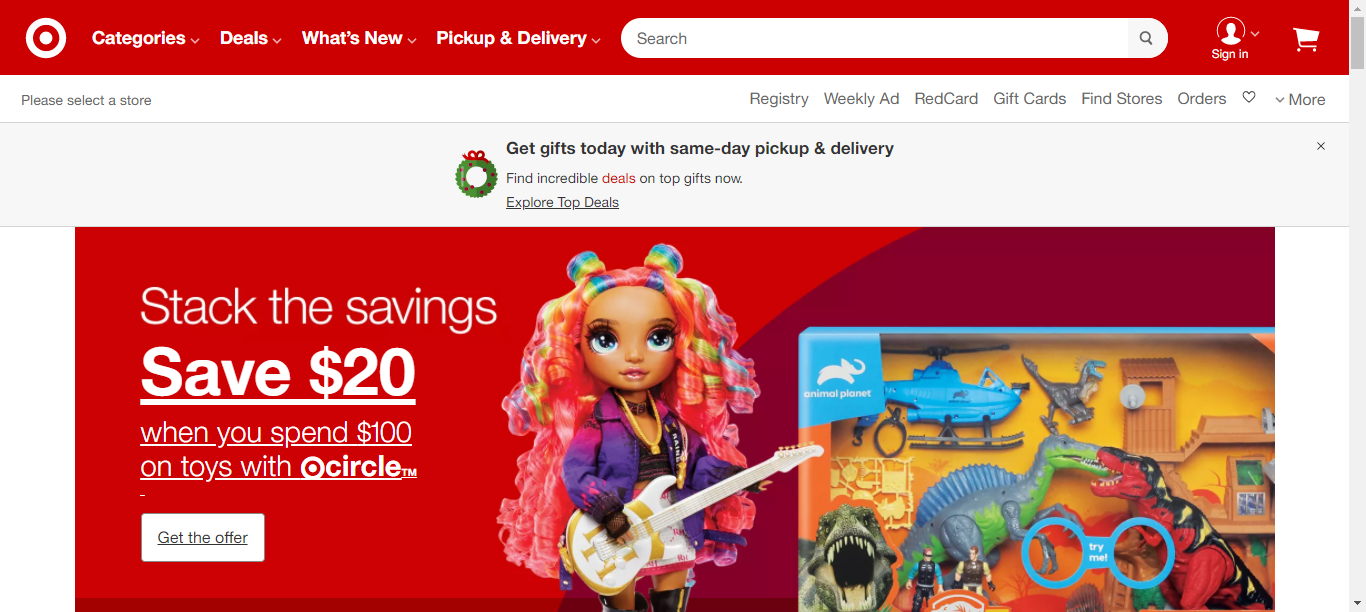 Categories Deals What's New Pickup & Delivery Search Sign in
Please select a store Registry Weekly Ad RedCard Gift Cards Find Stores Orders More
Get gifts today with same-day pickup & delivery
Find incredible deals on top gifts now.
Explore Top Deals
Stack the savings
Save $20
when you spend $100
on toys with circle™
Get the offer
animal planet
try
me!